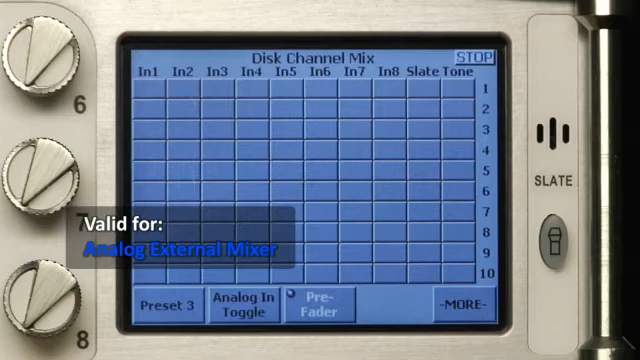 Disk Channel Mix
STOP
In1 In2 In3 In4 In5 In6 In7 In8 Slate Tone
1
2
3
4
5
6
7
8
9
10
6
7
8
SLATE
Valid for:
Analog External Mixer
Preset 3
Analog In Toggle
Pre-Fader
-MORE-